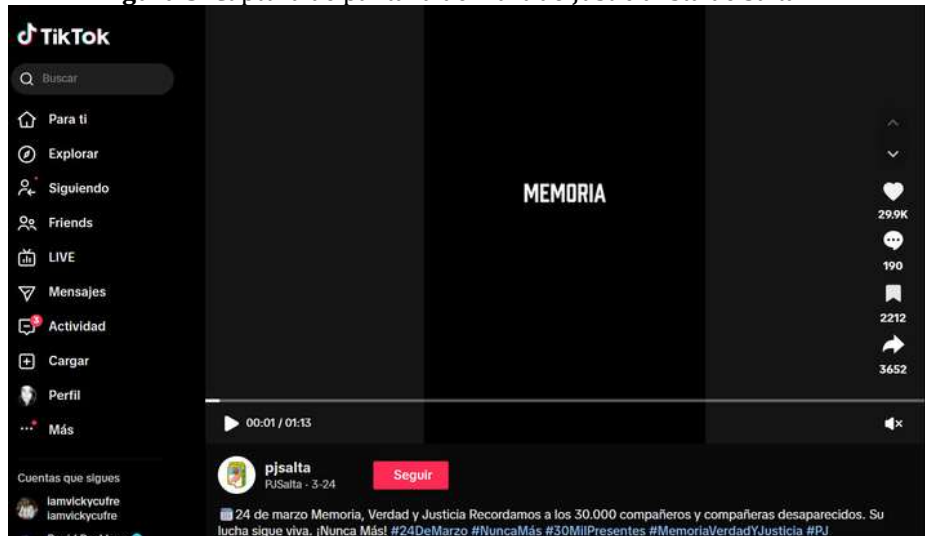 TikTok
Buscar
Para ti
Explorar
Siguiendo
Friends
LIVE
Mensajes
3
Actividad
Cargar
Perfil
Más
Cuentas que sigues
iamvickycufre
iamvickycufre
MEMORIA
29.9K
190
2212
3652
00:01 / 01:13
pjsalta
PJSalta · 3-24
Seguir
24 de marzo Memoria, Verdad y Justicia Recordamos a los 30.000 compañeros y compañeras desaparecidos. Su
lucha sigue viva. ¡Nunca Más! #24DeMarzo #NuncaMás #30MilPresentes #MemoriaVerdadYJusticia #PJ